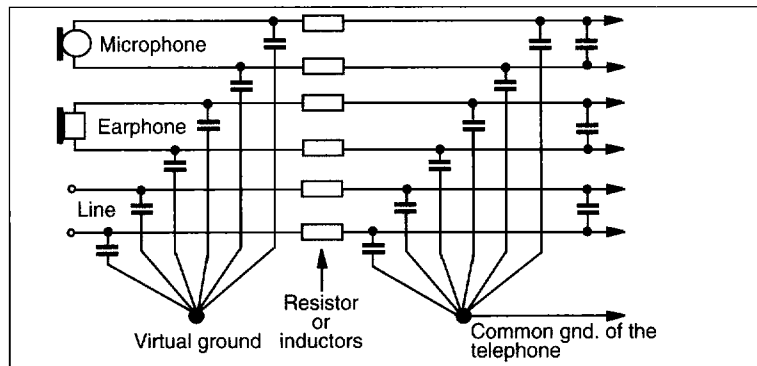 Microphone
Earphone
Line
Resistor
or
inductors
Virtual ground
Common gnd. of the
telephone